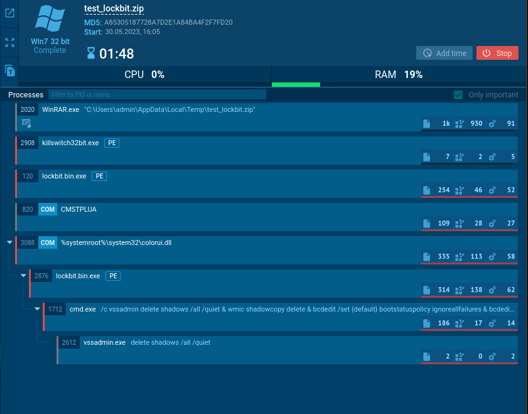 test_lockbit.zip
MD5: A85305187728A7D2E1A84BA4F2F7FD20
Start: 30.05.2023, 16:05
Win7 32 bit
Complete
01:48
Add time
Stop
CPU 0%
RAM 19%
Processes
Filter by PID or name
Only important
2020 WinRAR.exe "C:\Users\admin\AppData\Local\Temp\test_lockbit.zip"
1k 930 91
2908 killswitch32bit.exe PE
7 2 5
120 lockbit.bin.exe PE
254 46 52
820 COM CMSTPLUA
109 28 27
3088 COM %systemroot%\system32\colorui.dll
335 113 58
2876 lockbit.bin.exe PE
314 138 62
1712 cmd.exe /c vssadmin delete shadows /all /quiet & wmic shadowcopy delete & bcdedit /set {default} bootstatuspolicy ignoreallfailures & bcdedi...
186 17 14
2612 vssadmin.exe delete shadows /all /quiet
2 0 2